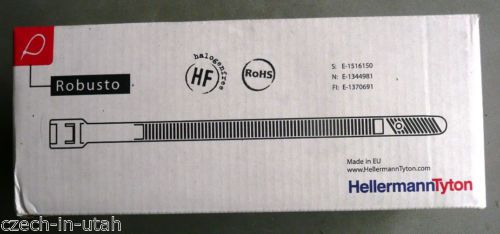 Robusto
halogenfree
HF
RoHS
S: E-1516150
N: E-1344981
FI: E-1370691
Made in EU
www.HellermannTyton.com
HellermannTyton
czech-in-utah